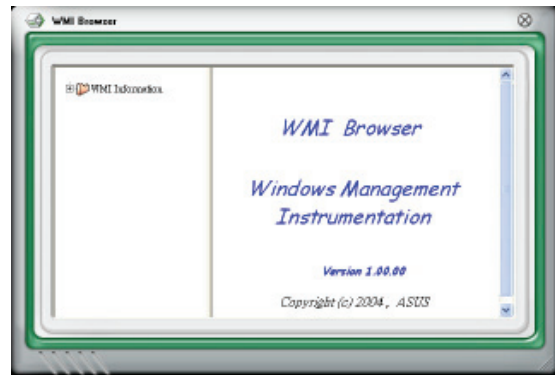 WMI Browser
WMI Information
WMI Browser
Windows Management
Instrumentation
Version 1.00.00
Copyright (c) 2004, ASUS